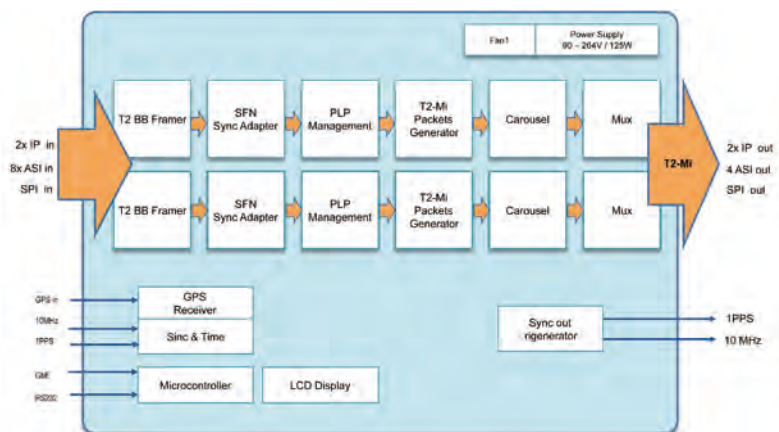 Fan1
Power Supply
90 – 264V / 125W
T2 BB Framer
SFN
Sync Adapter
PLP
Management
T2-Mi
Packets
Generator
Carousel
Mux
2x IP in
8x ASI in
SPI in
T2-Mi
2x IP out
4 ASI out
SPI out
T2 BB Framer
SFN
Sync Adapter
PLP
Management
T2-Mi
Packets
Generator
Carousel
Mux
GPS in
10MHz
1PPS
GPS
Receiver
Sinc & Time
Sync out
rigenerator
1PPS
10 MHz
RS232
Microcontroller
LCD Display